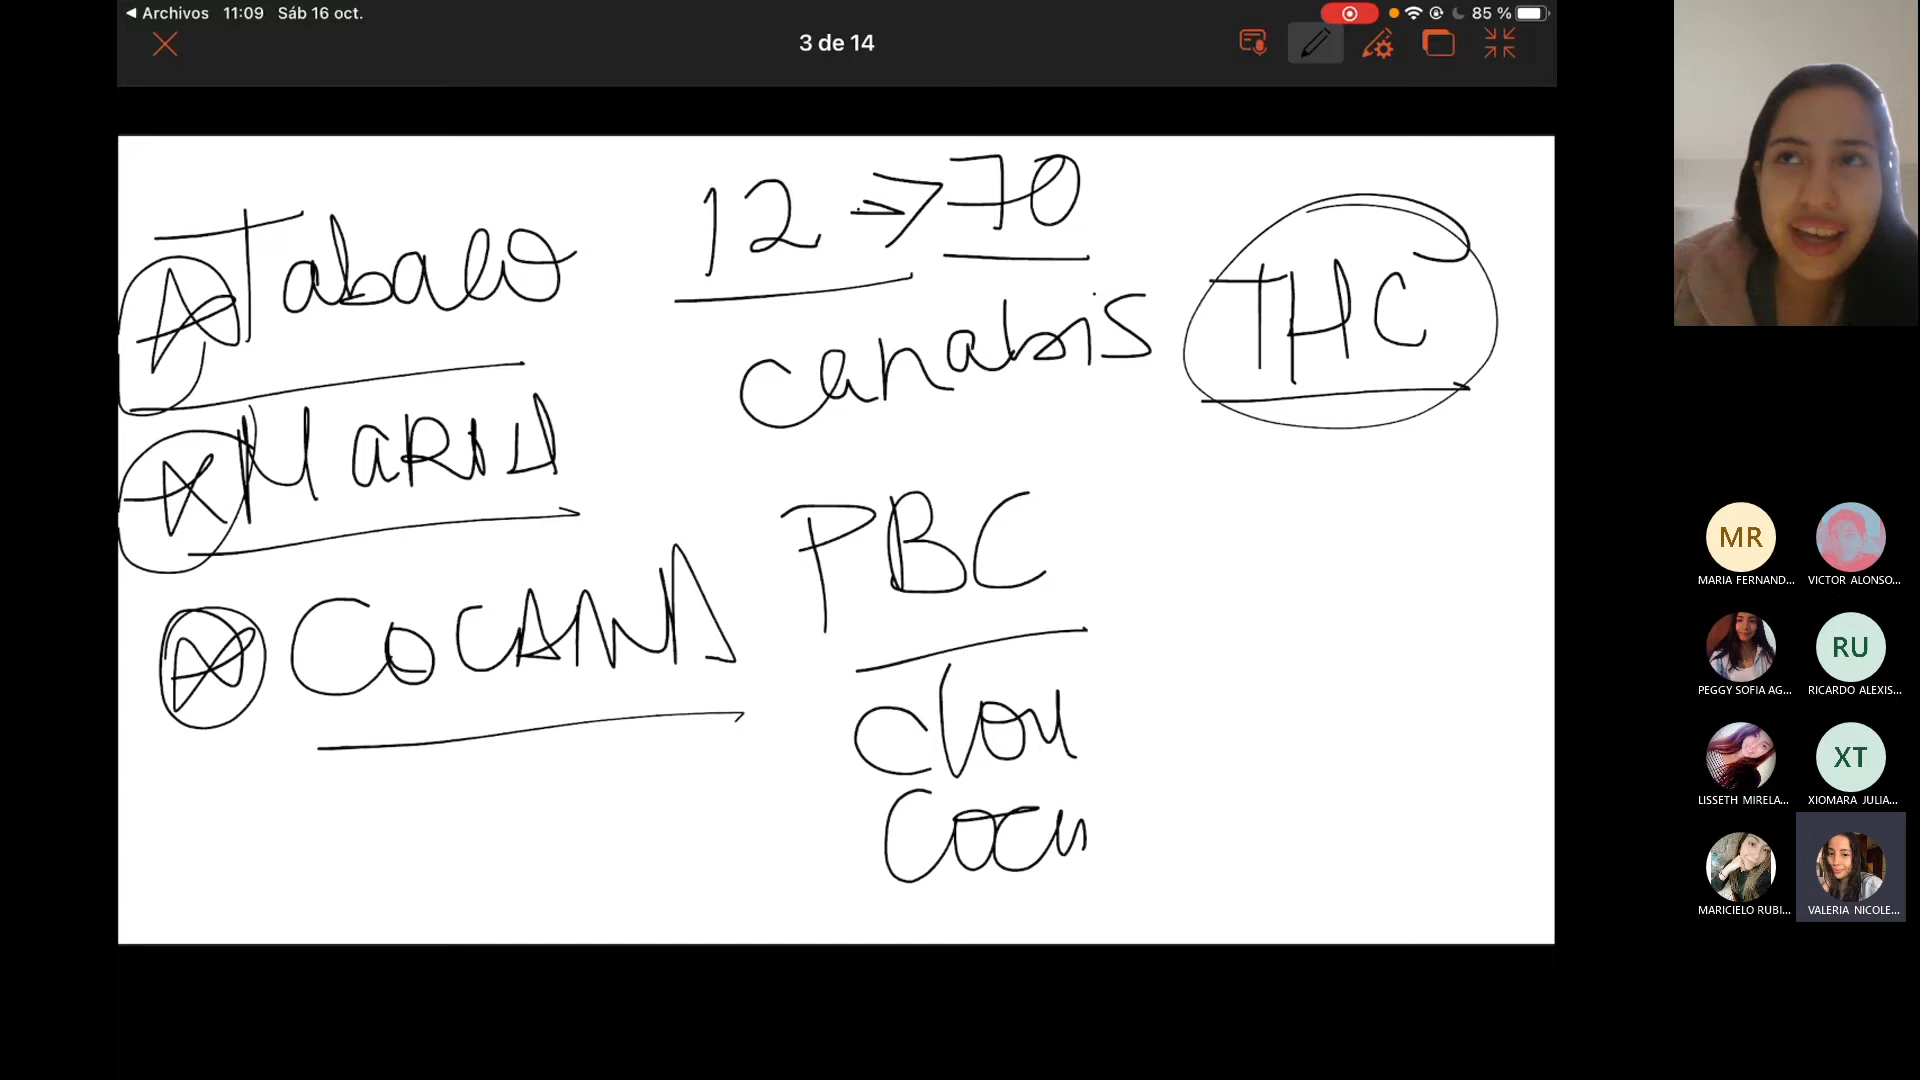 Archivos 11:09 Sáb 16 oct.
85 %
3 de 14
Tabaco
12 => 70
canabis
THC
MARIA
PBC
COCAINA
Clor
Coca
MR
MARIA FERNAND...
VICTOR ALONSO...
PEGGY SOFIA AG...
RU
RICARDO ALEXIS...
LISSETH MIRELA...
XT
XIOMARA JULIA...
MARICIELO RUBI...
VALERIA NICOLE...